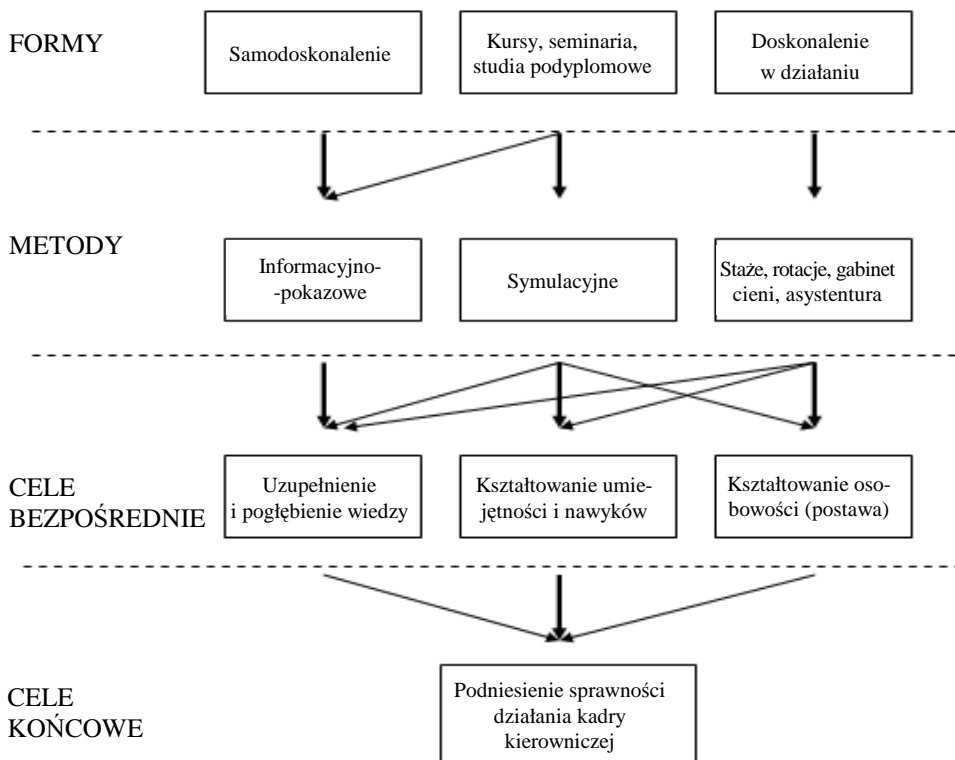 FORMY
Samodoskonalenie
Kursy, seminaria,
studia podyplomowe
Doskonalenie
w działaniu
METODY
Informacyjno-
-pokazowe
Symulacyjne
Staże, rotacje, gabinet
cieni, asystentura
CELE
BEZPOŚREDNIE
Uzupełnienie
i pogłębienie wiedzy
Kształtowanie umie-
jętności i nawyków
Kształtowanie oso-
bowości (postawa)
CELE
KOŃCOWE
Podniesienie sprawności
działania kadry
kierowniczej